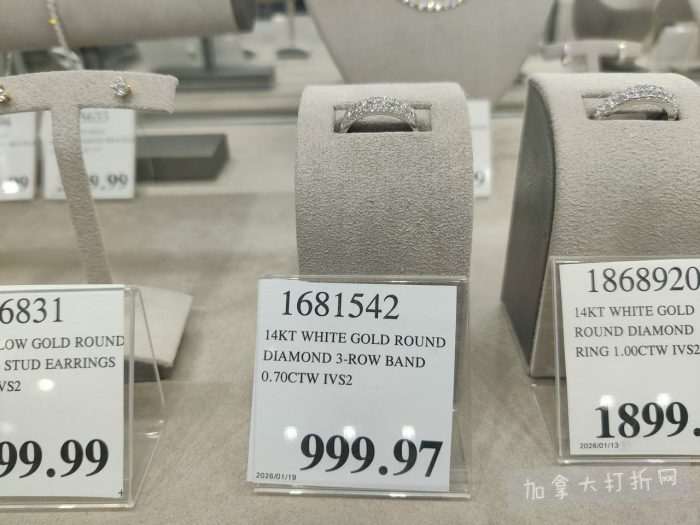 6831
LOW GOLD ROUND
STUD EARRINGS
VS2
99.99
1681542
14KT WHITE GOLD ROUND
DIAMOND 3-ROW BAND
0.70CTW IVS2
999.97
2026/01/19
1868920
14KT WHITE GOLD
ROUND DIAMOND
RING 1.00CTW IVS2
1899.
2026/01/13
9.99
加拿大打折网